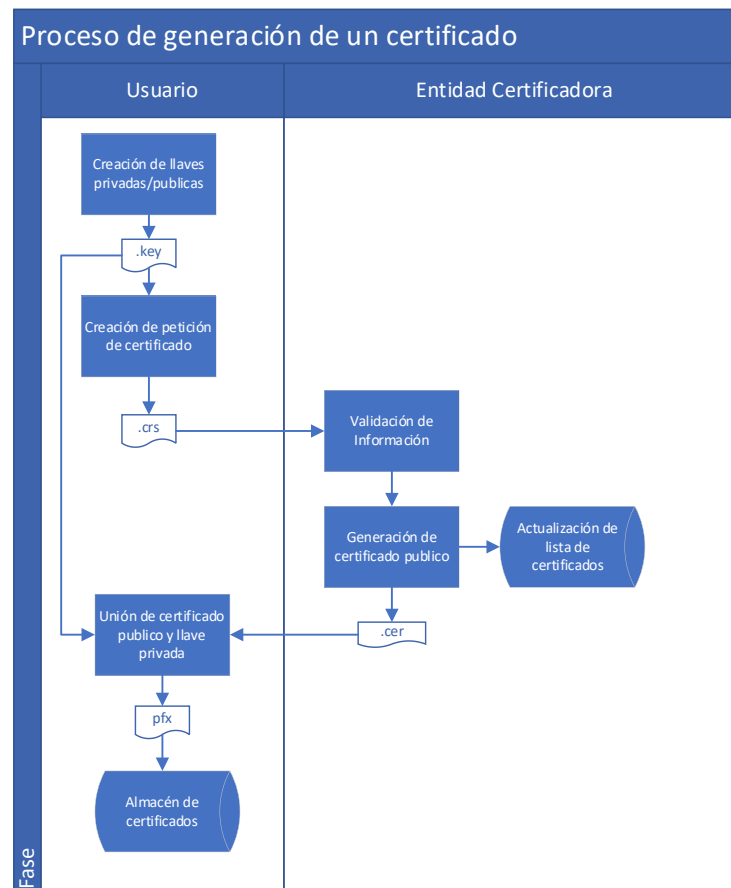 Proceso de generación de un certificado
Usuario
Entidad Certificadora
Creación de llaves
privadas/publicas
.key
Creación de petición
de certificado
.crs
Validación de
Información
Generación de
certificado publico
Actualización de
lista de
certificados
.cer
Unión de certificado
publico y llave
privada
pfx
Almacén de
certificados
Fase